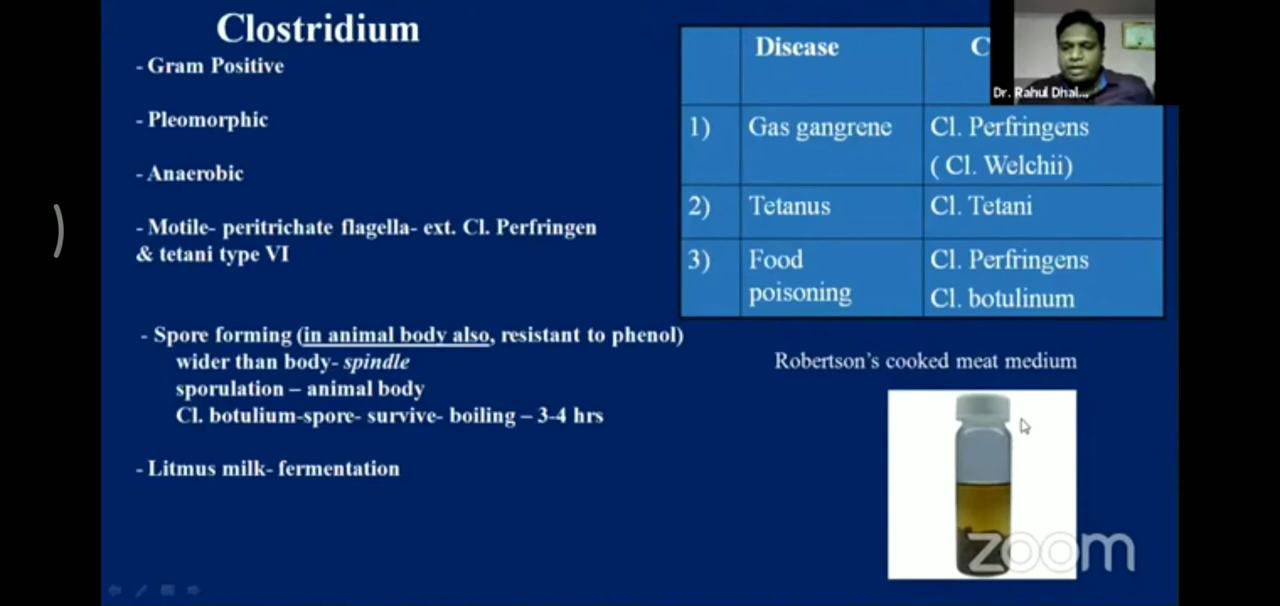 Clostridium
- Gram Positive
- Pleomorphic
- Anaerobic
- Motile- peritrichate flagella- ext. Cl. Perfringen
& tetani type VI
- Spore forming (in animal body also, resistant to phenol)
wider than body- spindle
sporulation – animal body
Cl. botulium-spore- survive- boiling – 3-4 hrs
- Litmus milk- fermentation
Disease C
Dr. Rahul Dhal...
1) Gas gangrene Cl. Perfringens
( Cl. Welchii)
2) Tetanus Cl. Tetani
3) Food Cl. Perfringens
poisoning Cl. botulinum
Robertson's cooked meat medium
zoom